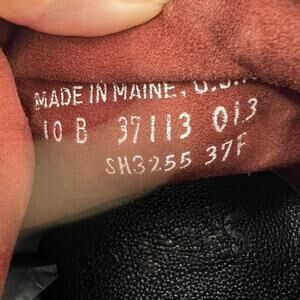 MADE IN MAINE, U.S.A.
10 B 37113 013
SH3255 37F